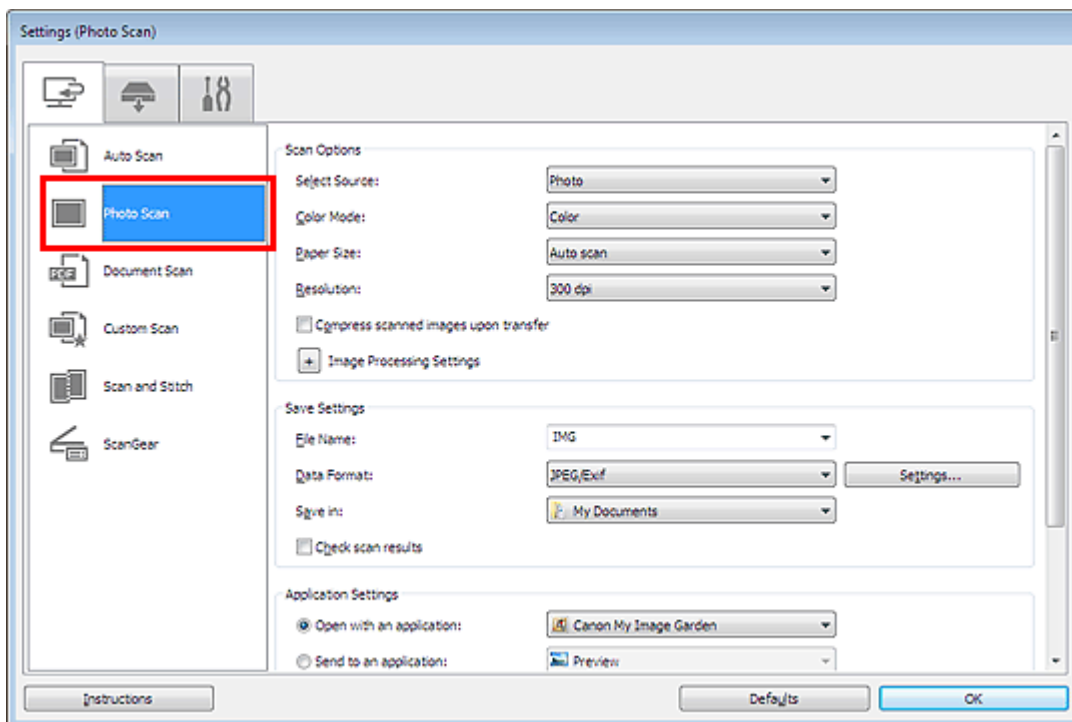 Settings (Photo Scan)
Auto Scan
Photo Scan
PDF
Document Scan
Custom Scan
Scan and Stitch
ScanGear
Scan Options
Select Source: Photo
Color Mode: Color
Paper Size: Auto scan
Resolution: 300 dpi
Compress scanned images upon transfer
+ Image Processing Settings
Save Settings
File Name: IMG
Data Format: JPEG/Exif Settings...
Save in: My Documents
Check scan results
Application Settings
Open with an application: Canon My Image Garden
Send to an application: Preview
Instructions Defaults OK